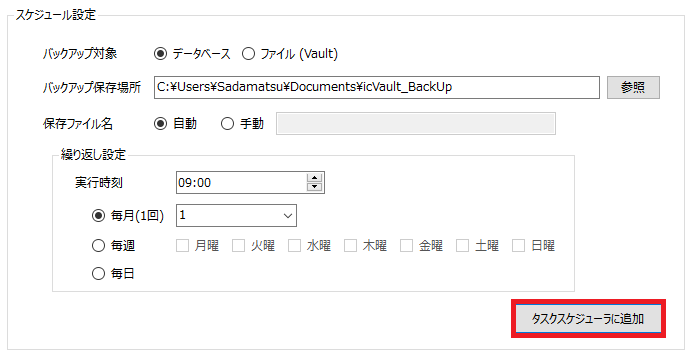 スケジュール設定
バックアップ対象 データベース ファイル (Vault)
バックアップ保存場所 C:¥Users¥Sadamatsu¥Documents¥icVault_BackUp 参照
保存ファイル名 自動 手動
繰り返し設定
実行時刻 09:00
毎月(1回) 1
毎週 月曜 火曜 水曜 木曜 金曜 土曜 日曜
毎日
タスクスケジューラに追加